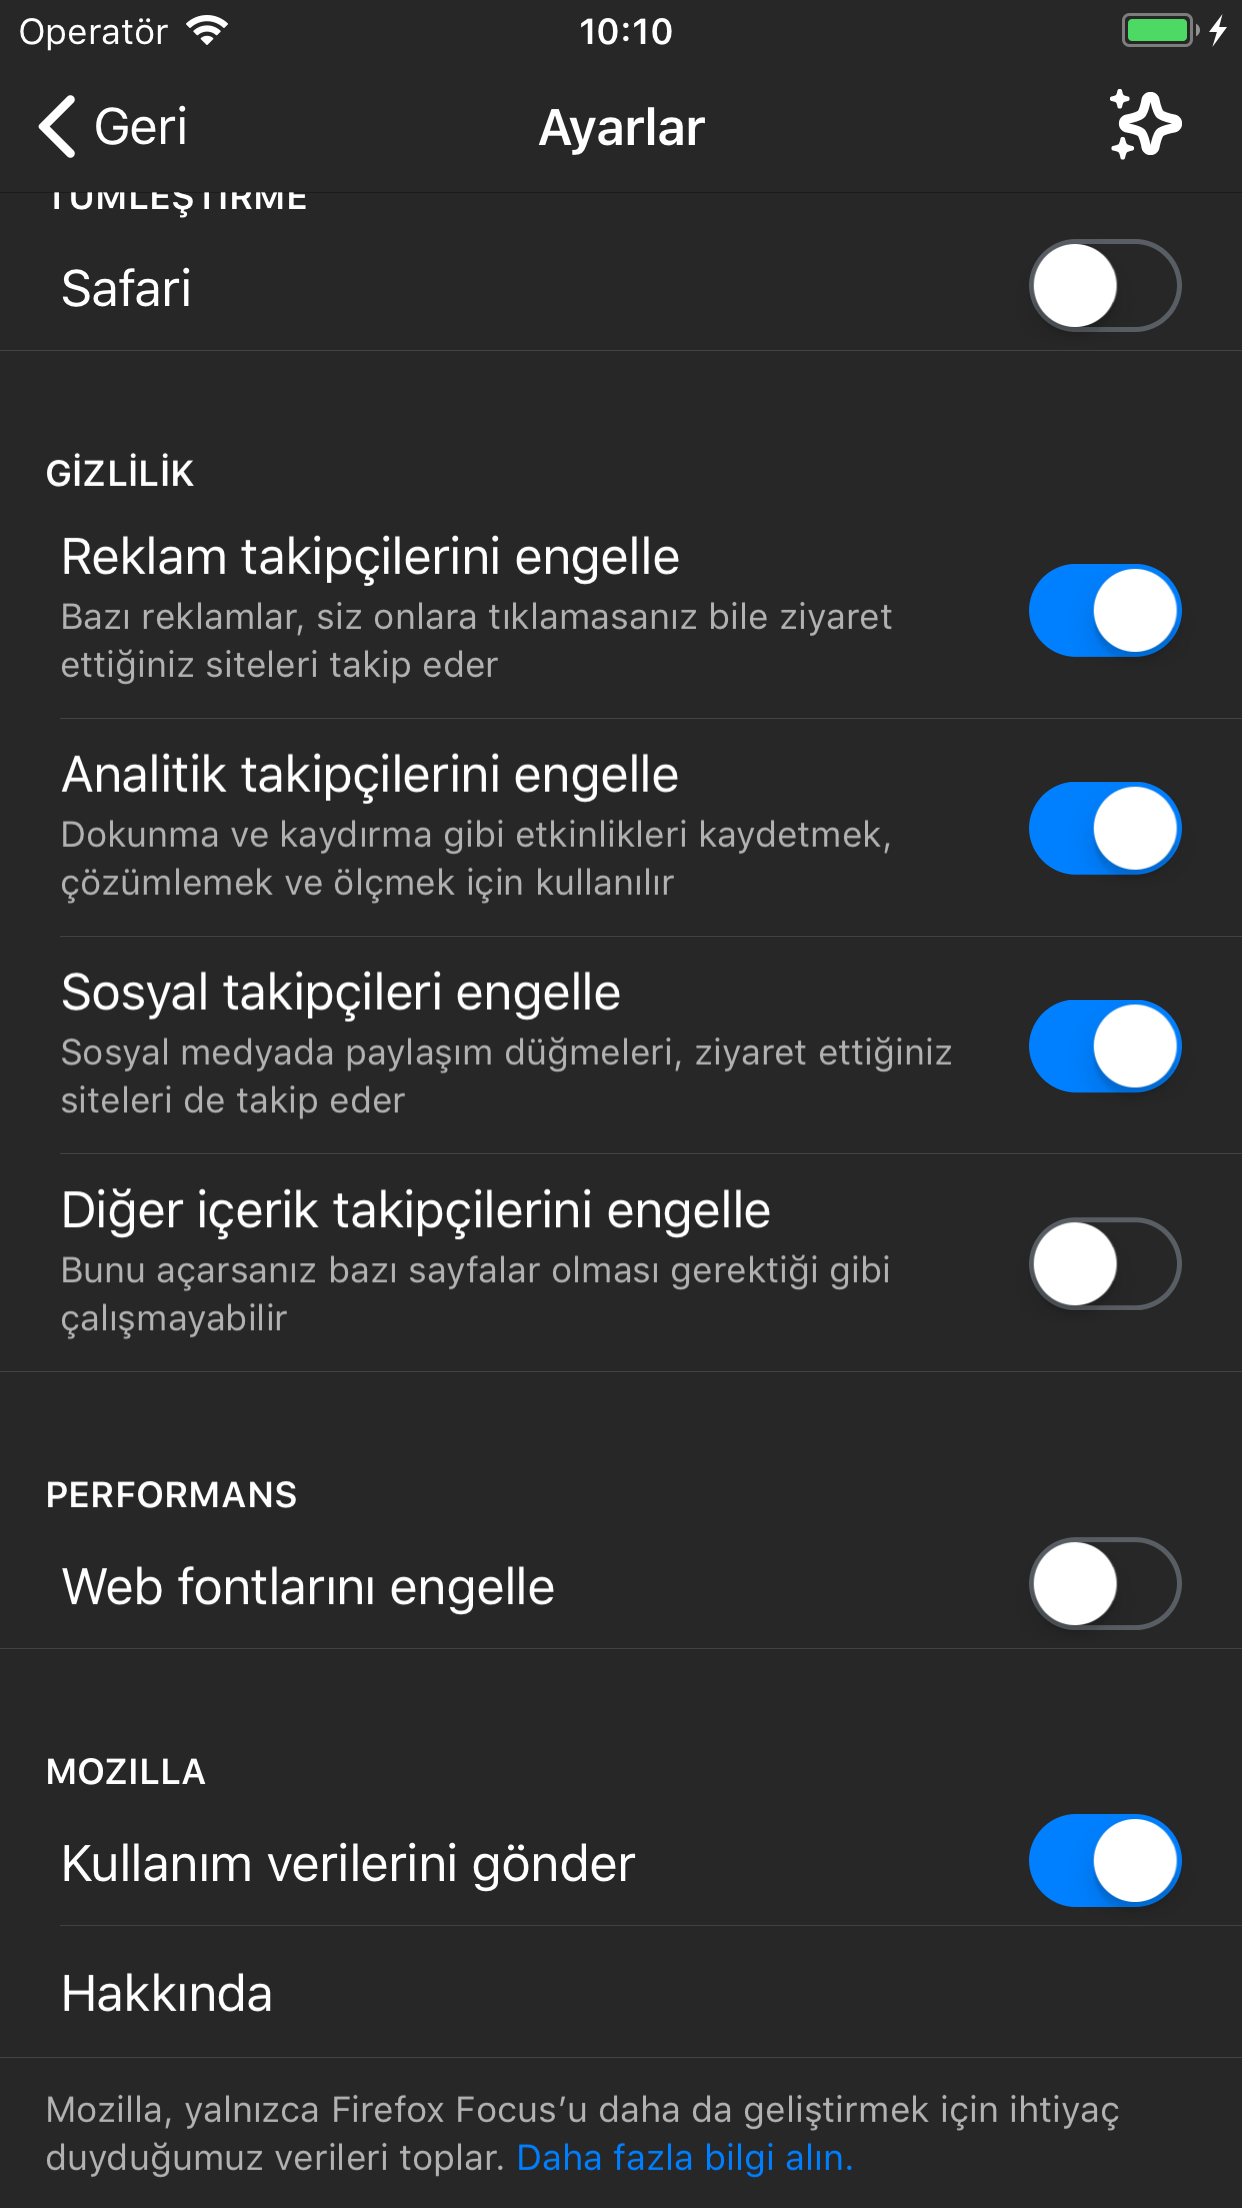 Operatör
10:10
Geri
Ayarlar
TÜMLEŞTİRME
Safari
GİZLİLİK
Reklam takipçilerini engelle
Bazı reklamlar, siz onlara tıklamasanız bile ziyaret
ettiğiniz siteleri takip eder
Analitik takipçilerini engelle
Dokunma ve kaydırma gibi etkinlikleri kaydetmek,
çözümlemek ve ölçmek için kullanılır
Sosyal takipçileri engelle
Sosyal medyada paylaşım düğmeleri, ziyaret ettiğiniz
siteleri de takip eder
Diğer içerik takipçilerini engelle
Bunu açarsanız bazı sayfalar olması gerektiği gibi
çalışmayabilir
PERFORMANS
Web fontlarını engelle
MOZILLA
Kullanım verilerini gönder
Hakkında
Mozilla, yalnızca Firefox Focus’u daha da geliştirmek için ihtiyaç
duyduğumuz verileri toplar. Daha fazla bilgi alın.